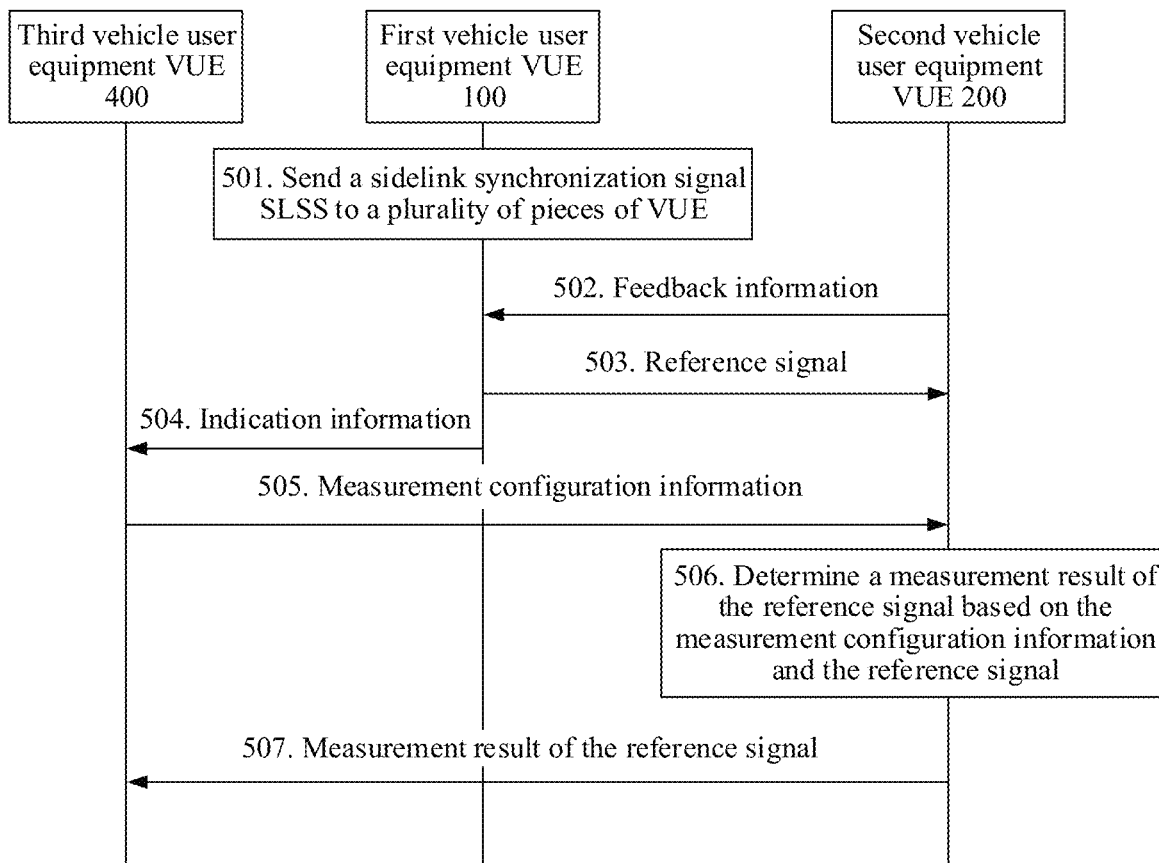 Third vehicle user
equipment VUE
400
First vehicle user
equipment VUE
100
Second vehicle
user equipment
VUE 200
501. Send a sidelink synchronization signal
SLSS to a plurality of pieces of VUE
502. Feedback information
503. Reference signal
504. Indication information
505. Measurement configuration information
506. Determine a measurement result of
the reference signal based on the
measurement configuration information
and the reference signal
507. Measurement result of the reference signal